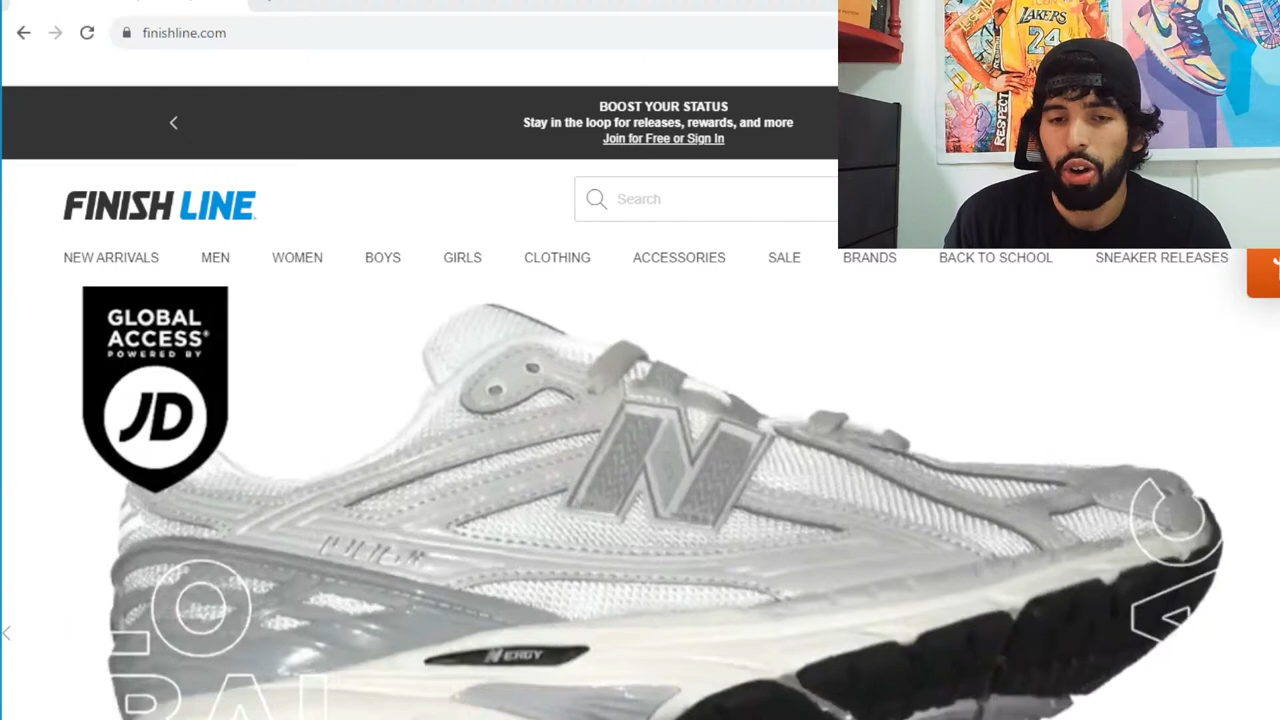 finishline.com
BOOST YOUR STATUS
Stay in the loop for releases, rewards, and more
Join for Free or Sign In
FINISH LINE
Search
NEW ARRIVALS MEN WOMEN BOYS GIRLS CLOTHING ACCESSORIES SALE BRANDS BACK TO SCHOOL SNEAKER RELEASES
GLOBAL
ACCESS
POWERED BY
JD
N
N ERGY
LAKERS
24
RESPECT